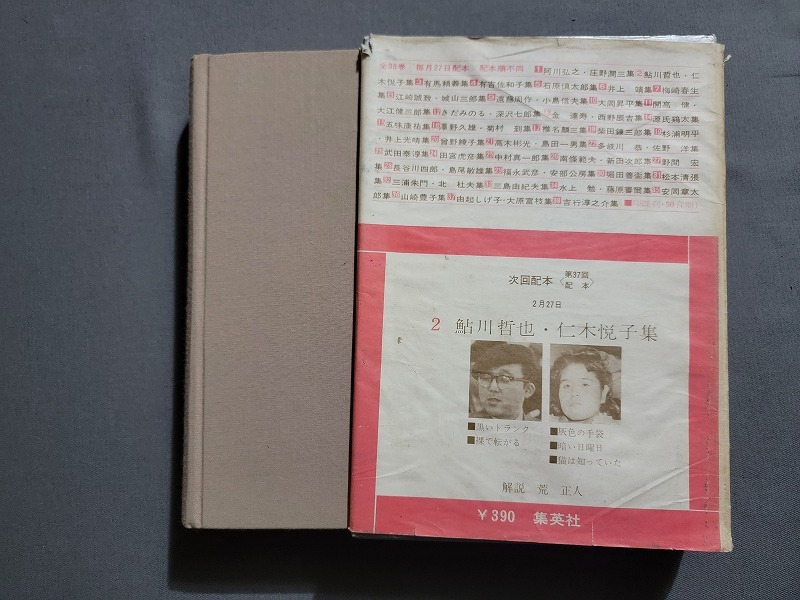 全38巻 毎月27日配本・配本順不同 1阿川弘之・庄野潤三集2鮎川哲也・仁
木悦子集3有馬頼義集4有吉佐和子集5石原慎太郎集6井上 靖集7梅崎春生
集 江崎誠致・城山三郎集 遠藤周作・小島信夫集10大岡昇平集11開高 健・
大江健三郎集 きだみのる・深沢七郎集 金 達寿・西野辰吉集14源氏鶏太集
五味康祐集16澤野久雄・菊村 到集17椎名麟三集18柴田錬三郎集 杉浦明平
・井上光晴集20曾野綾子集21高木彬光・島田一男集 多岐川 恭・佐野 洋集
武田泰淳集24田宮虎彦集25中村真一郎集26南條範夫・新田次郎集27野間 宏
集28長谷川四郎・島尾敏雄集29福永武彦・安部公房集30堀田善衞集31松本清張
集32三浦朱門・北 杜夫集 三島由紀夫集34水上 勉・藤原審爾集35安岡章太
郎集36山崎豊子集37由起しげ子・大原富枝集38吉行淳之介集
次回配本 〈第37回配本〉
2月27日
2 鮎川哲也・仁木悦子集
■黒いトランク
■裸で転がる
■灰色の手袋
■暗い日曜日
■猫は知っていた
解説 荒 正人
￥390 集英社